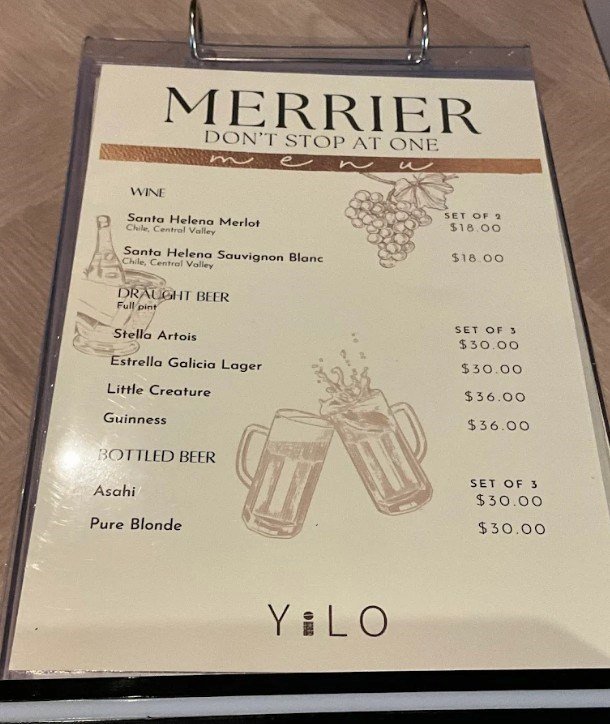 MERRIER
DON'T STOP AT ONE
menu
WINE
SET OF 2
Santa Helena Merlot $18.00
Chile, Central Valley
Santa Helena Sauvignon Blanc $18.00
Chile, Central Valley
DRAUGHT BEER
Full pint
SET OF 3
Stella Artois $30.00
Estrella Galicia Lager $30.00
Little Creature $36.00
Guinness $36.00
BOTTLED BEER
SET OF 3
Asahi $30.00
Pure Blonde $30.00
YiLO